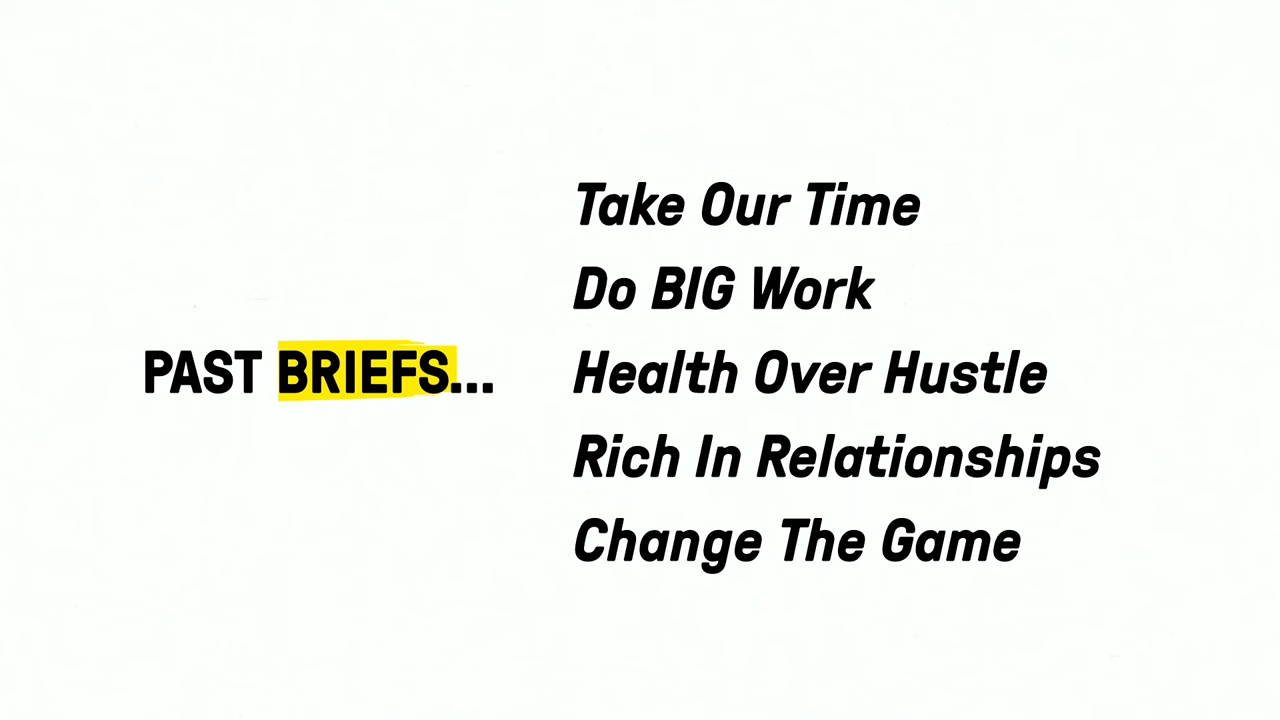 PAST BRIEFS...
Take Our Time
Do BIG Work
Health Over Hustle
Rich In Relationships
Change The Game